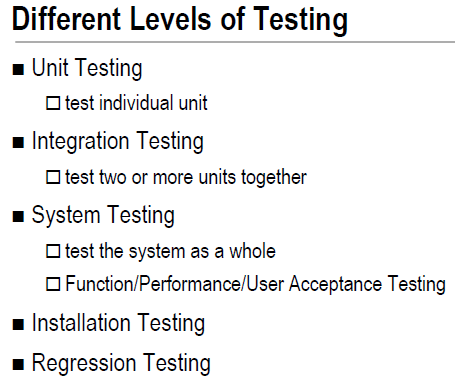 Different Levels of Testing
Unit Testing
test individual unit
Integration Testing
test two or more units together
System Testing
test the system as a whole
Function/Performance/User Acceptance Testing
Installation Testing
Regression Testing